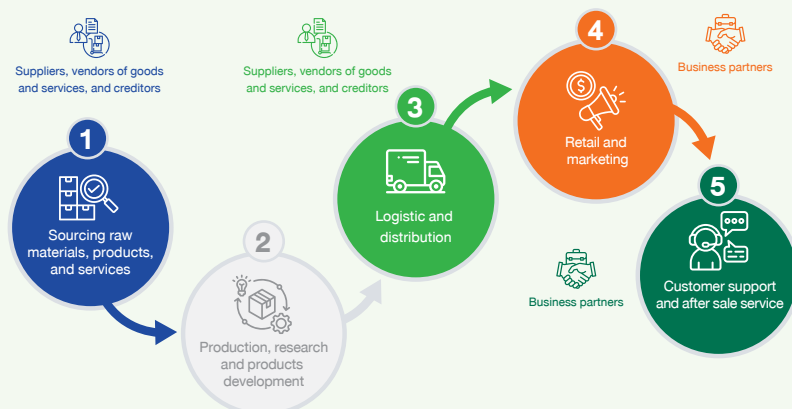 Suppliers, vendors of goods
and services, and creditors
Suppliers, vendors of goods
and services, and creditors
Business partners
1
Sourcing raw
materials, products,
and services
2
Production, research
and products
development
3
Logistic and
distribution
4
$
Retail and
marketing
5
Customer support
and after sale service
Business partners